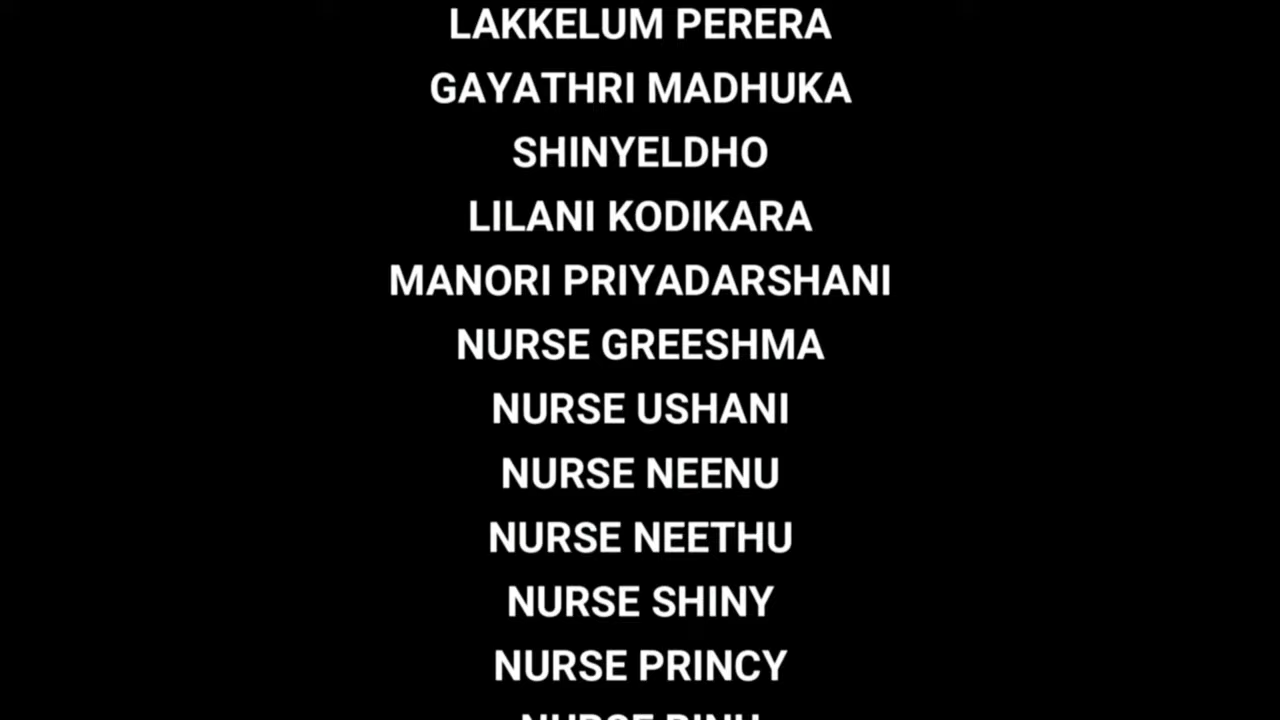 LAKKELUM PERERA
GAYATHRI MADHUKA
SHINYELDHO
LILANI KODIKARA
MANORI PRIYADARSHANI
NURSE GREESHMA
NURSE USHANI
NURSE NEENU
NURSE NEETHU
NURSE SHINY
NURSE PRINCY
NURSE